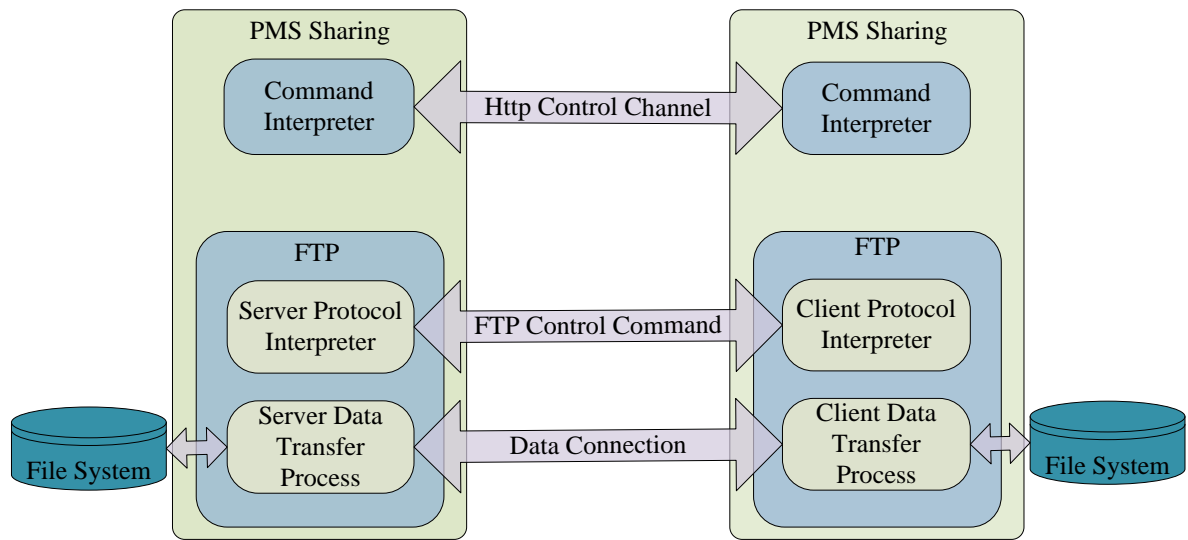 PMS Sharing
PMS Sharing
Command
Interpreter
Http Control Channel
Command
Interpreter
FTP
FTP
Server Protocol
Interpreter
FTP Control Command
Client Protocol
Interpreter
File System
Server Data
Transfer
Process
Data Connection
Client Data
Transfer
Process
File System